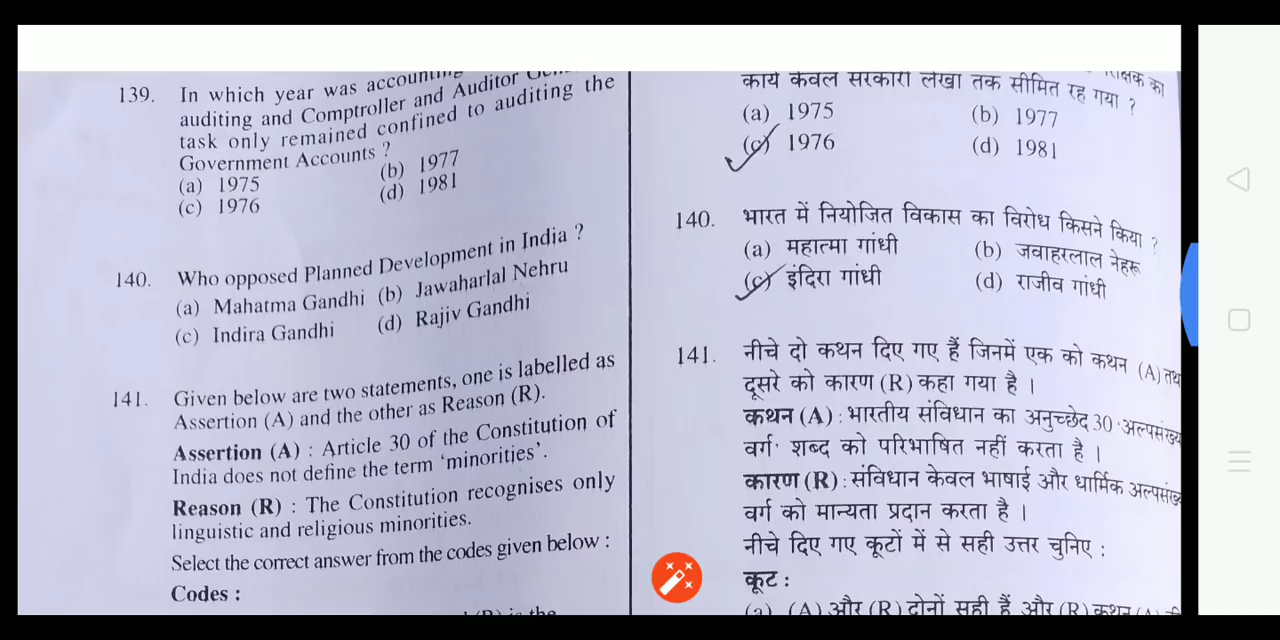 139. In which year was accounting
auditing and Comptroller and Auditor
task only remained confined to auditing the
Government Accounts ?
(a) 1975 (b) 1977
(c) 1976 (d) 1981
140. Who opposed Planned Development in India ?
(a) Mahatma Gandhi (b) Jawaharlal Nehru
(c) Indira Gandhi (d) Rajiv Gandhi
141. Given below are two statements, one is labelled as
Assertion (A) and the other as Reason (R).
Assertion (A) : Article 30 of the Constitution of
India does not define the term ‘minorities’.
Reason (R) : The Constitution recognises only
linguistic and religious minorities.
Select the correct answer from the codes given below :
Codes :
कार्य केवल सरकारी लेखा तक सीमित रह गया ?
(a) 1975 (b) 1977
(c) 1976 (d) 1981
140. भारत में नियोजित विकास का विरोध किसने किया ?
(a) महात्मा गांधी (b) जवाहरलाल नेहरू
(c) इंदिरा गांधी (d) राजीव गांधी
141. नीचे दो कथन दिए गए हैं जिनमें एक को कथन (A) तथ
दूसरे को कारण (R) कहा गया है ।
कथन (A) : भारतीय संविधान का अनुच्छेद 30 'अल्पसंख्य
वर्ग' शब्द को परिभाषित नहीं करता है ।
कारण (R) : संविधान केवल भाषाई और धार्मिक अल्पसंख्य
वर्ग को मान्यता प्रदान करता है ।
नीचे दिए गए कूटों में से सही उत्तर चुनिए :
कूट :
(a) (A) और (R) दोनों सही हैं और (R) कथन (A)